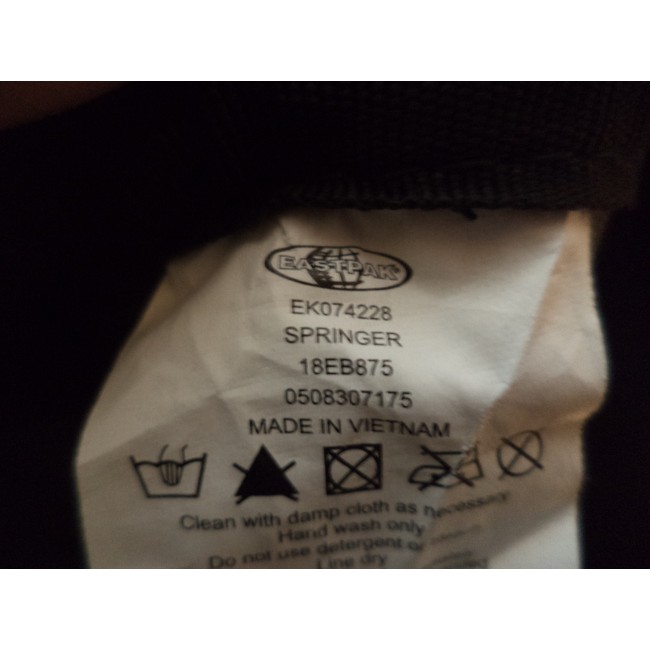 EASTPAK®
EK074228
SPRINGER
18EB875
0508307175
MADE IN VIETNAM
Clean with damp cloth as necessary
Hand wash only
Do not use detergent or
Line dry